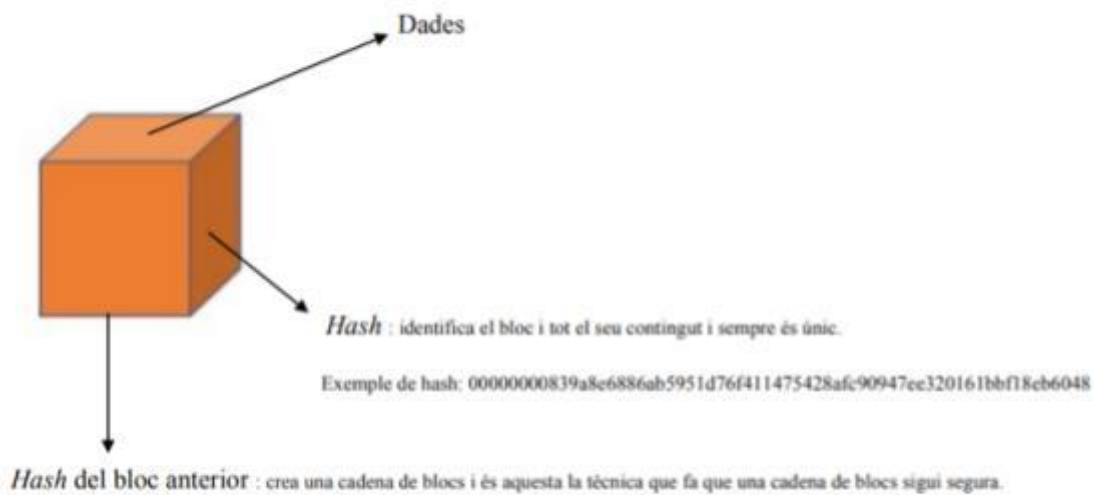 Dades
Hash : identifica el bloc i tot el seu contingut i sempre és únic.
Exemple de hash: 00000000839a8e6886ab5951d76f411475428afc90947ee320161bbf18eb6048
Hash del bloc anterior : crea una cadena de blocs i és aquesta la tècnica que fa que una cadena de blocs sigui segura.